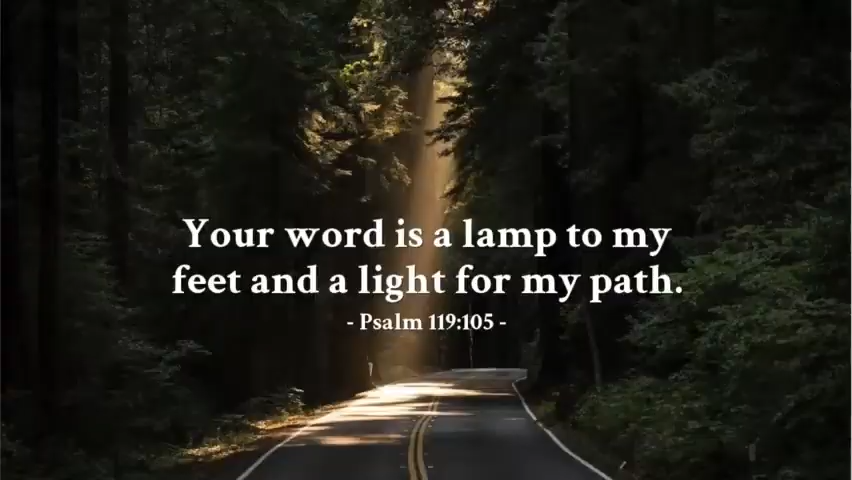 Your word is a lamp to my
feet and a light for my path.
- Psalm 119:105 -